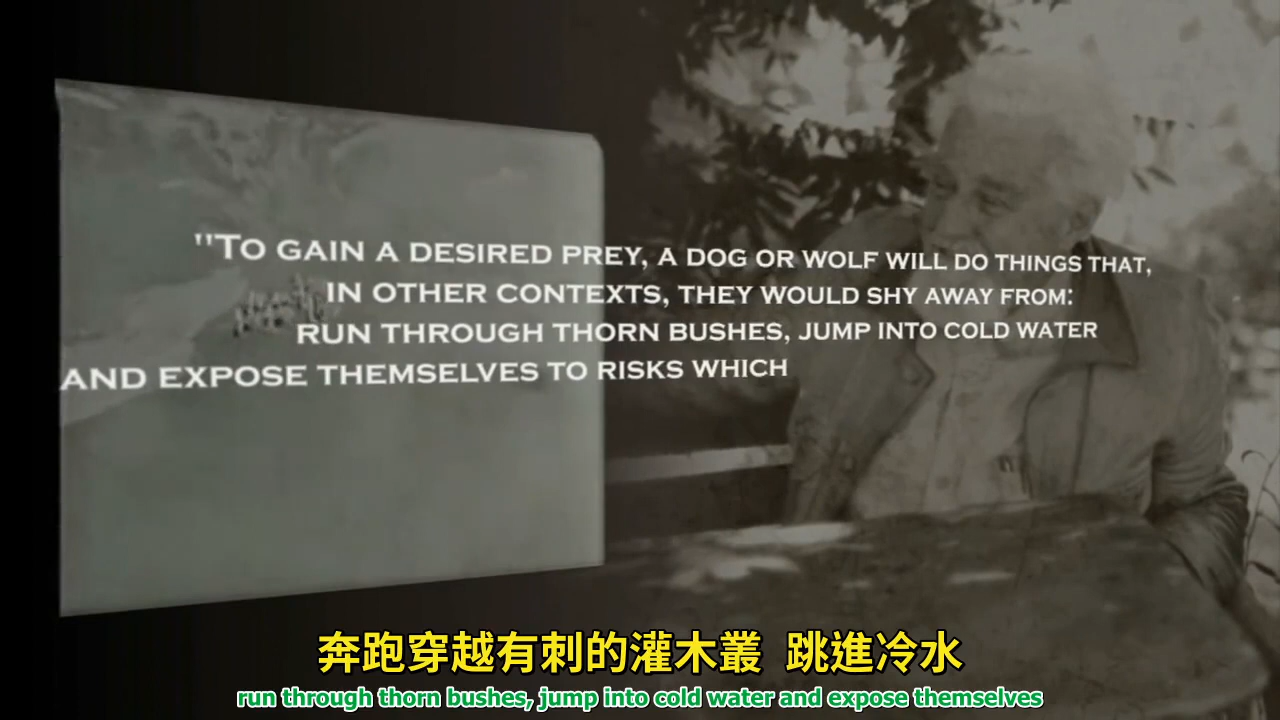 "To gain a desired prey, a dog or wolf will do things that,
in other contexts, they would shy away from:
run through thorn bushes, jump into cold water
and expose themselves to risks which
奔跑穿越有刺的灌木叢 跳進冷水
run through thorn bushes, jump into cold water and expose themselves